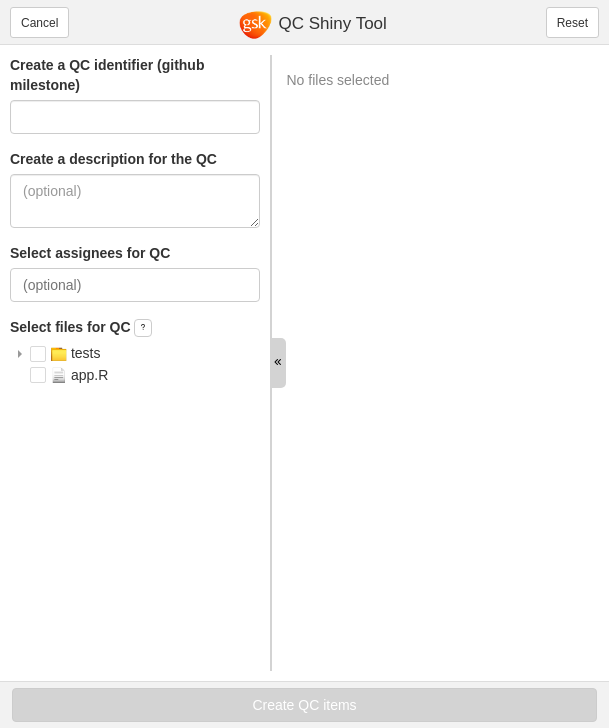 Cancel
gsk QC Shiny Tool
Reset
Create a QC identifier (github
milestone)
Create a description for the QC
(optional)
Select assignees for QC
(optional)
Select files for QC ?
tests
app.R
No files selected
«
Create QC items